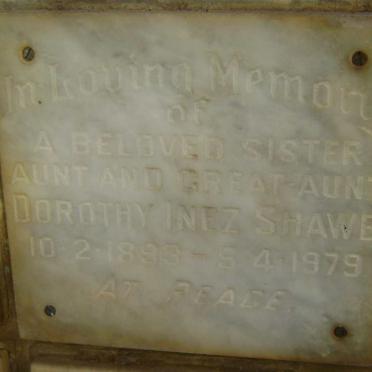 In Loving Memory
of
A BELOVED SISTER
AUNT AND GREAT-AUNT
DOROTHY INEZ SHAWE
10-2-1893 - 5-4-1979
AT PEACE.